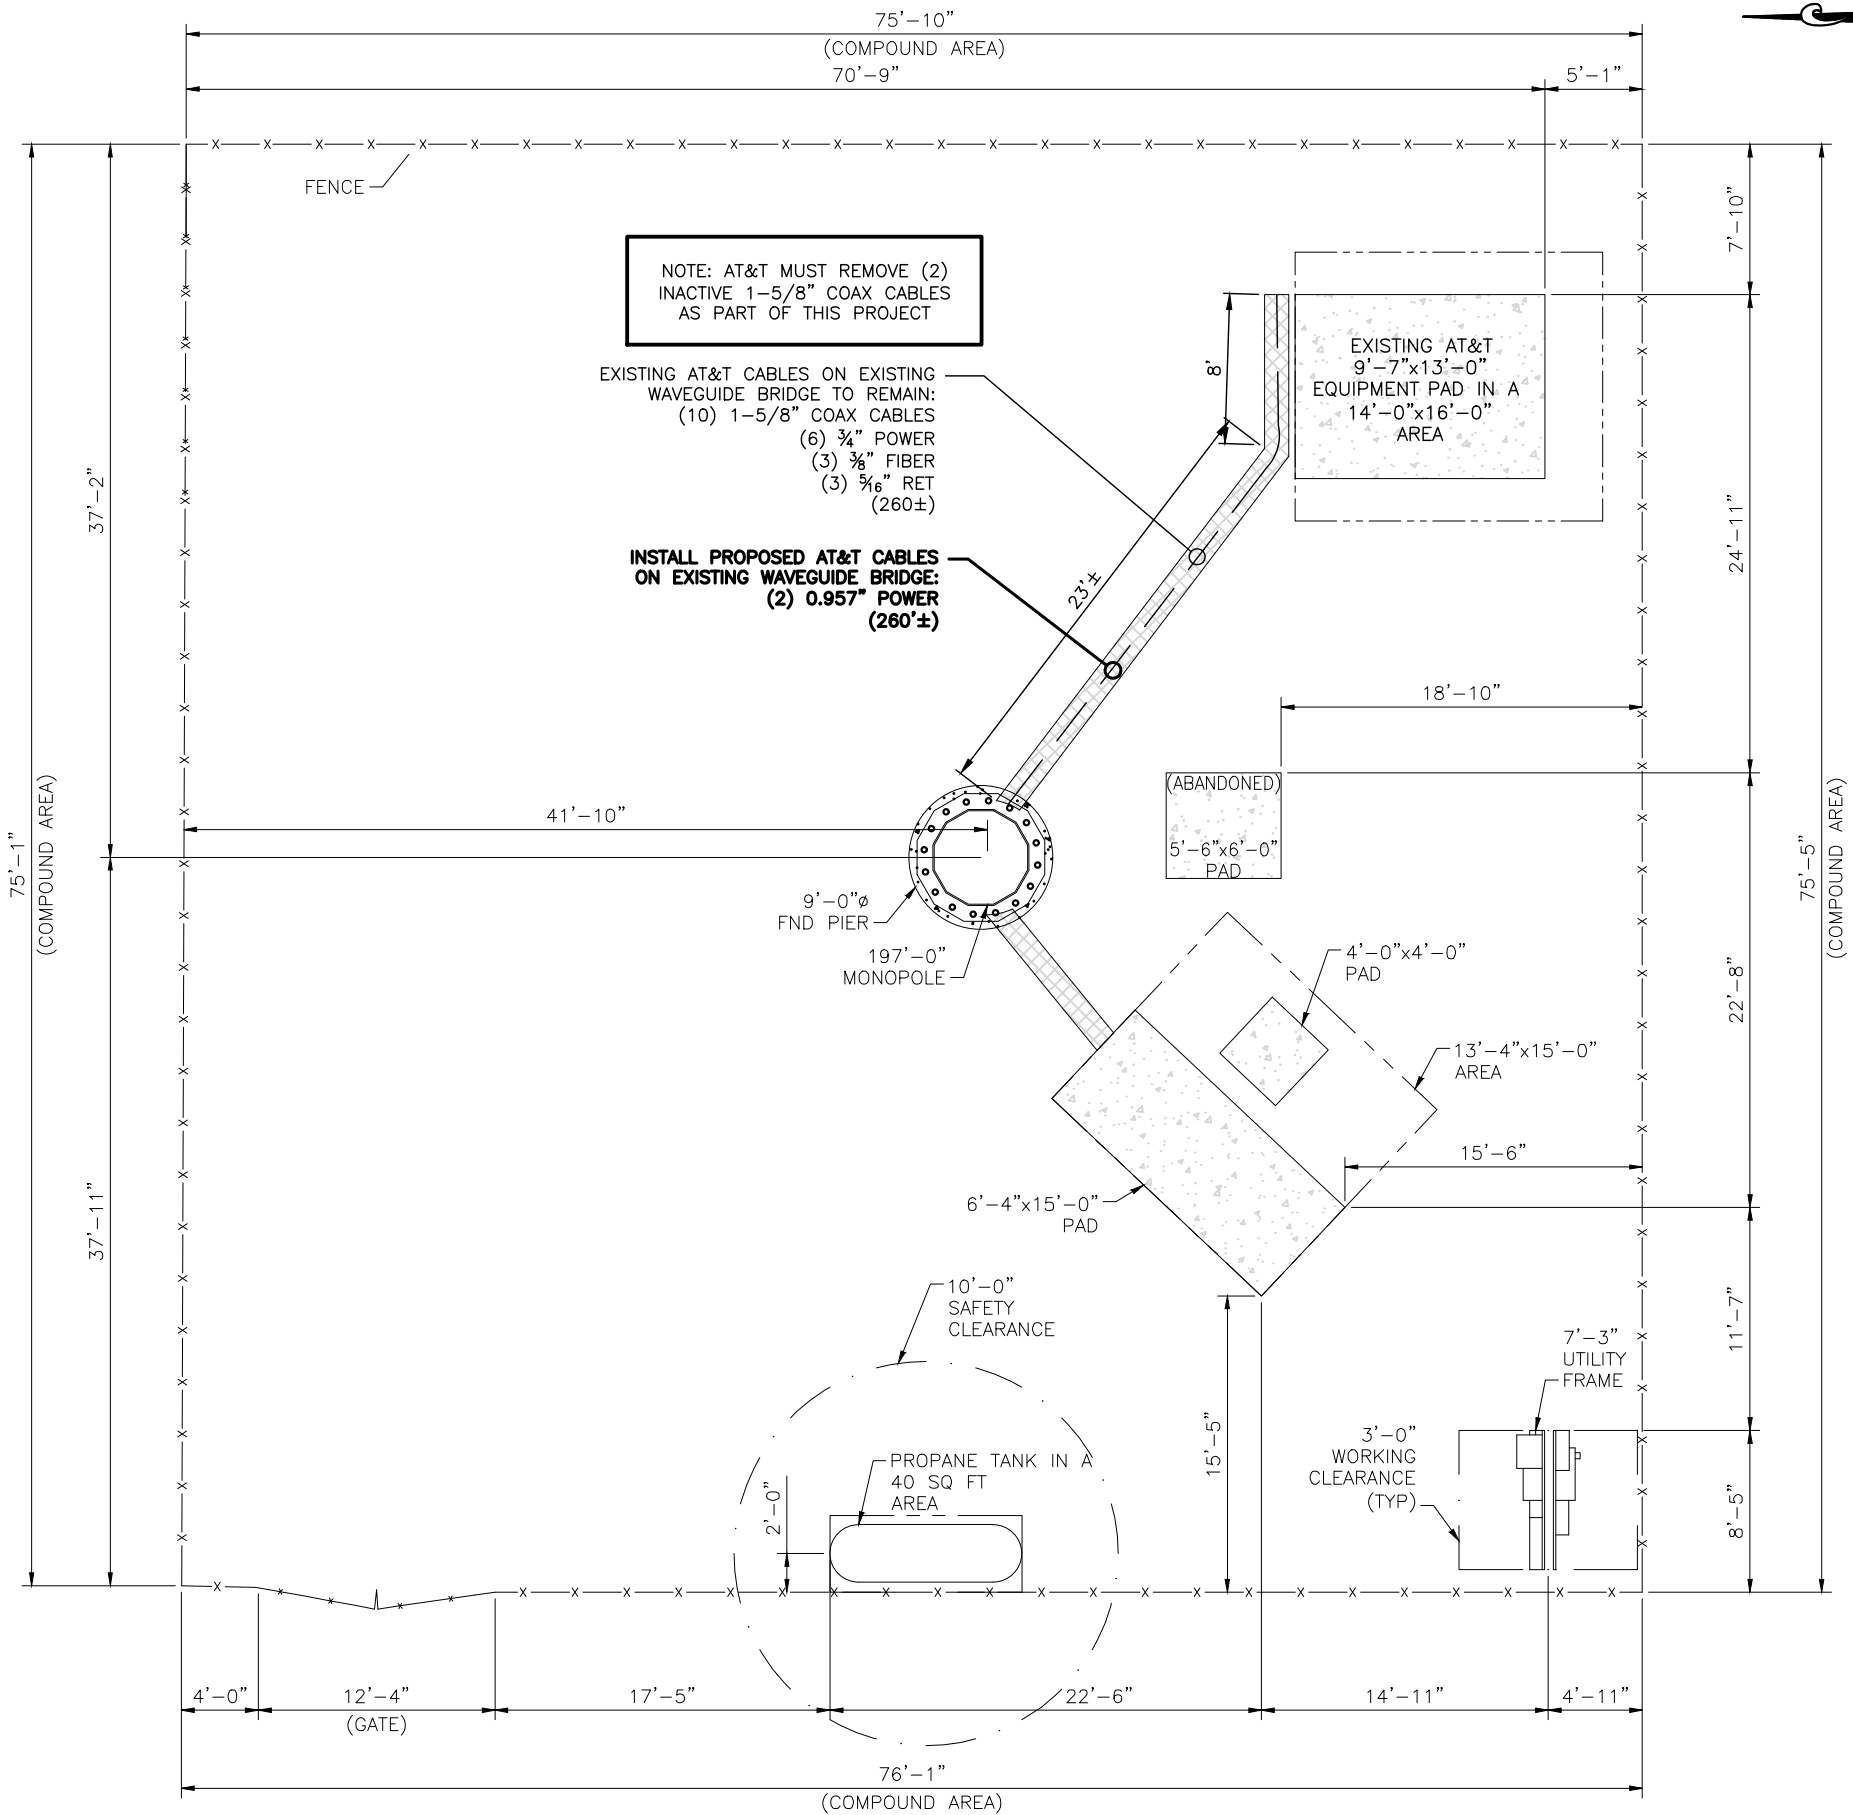 75'-10"
(COMPOUND AREA)
70'-9"
5'-1"
FENCE
NOTE: AT&T MUST REMOVE (2)
INACTIVE 1-5/8" COAX CABLES
AS PART OF THIS PROJECT
EXISTING AT&T CABLES ON EXISTING
WAVEGUIDE BRIDGE TO REMAIN:
(10) 1-5/8" COAX CABLES
(6) ¾" POWER
(3) ⅜" FIBER
(3) 5/16" RET
(260±)
INSTALL PROPOSED AT&T CABLES
ON EXISTING WAVEGUIDE BRIDGE:
(2) 0.957" POWER
(260'±)
8'
23'±
EXISTING AT&T
9'-7"x13'-0"
EQUIPMENT PAD IN A
14'-0"x16'-0"
AREA
7'-10"
24'-11"
37'-2"
75'-1"
(COMPOUND AREA)
75'-5"
(COMPOUND AREA)
18'-10"
(ABANDONED)
5'-6"x6'-0"
PAD
41'-10"
9'-0"ø
FND PIER
197'-0"
MONOPOLE
4'-0"x4'-0"
PAD
22'-8"
13'-4"x15'-0"
AREA
15'-6"
6'-4"x15'-0"
PAD
37'-11"
10'-0"
SAFETY
CLEARANCE
11'-7"
7'-3"
UTILITY
FRAME
15'-5"
3'-0"
WORKING
CLEARANCE
(TYP)
8'-5"
PROPANE TANK IN A
40 SQ FT
AREA
2'-0"
4'-0"
12'-4"
(GATE)
17'-5"
22'-6"
14'-11"
4'-11"
76'-1"
(COMPOUND AREA)